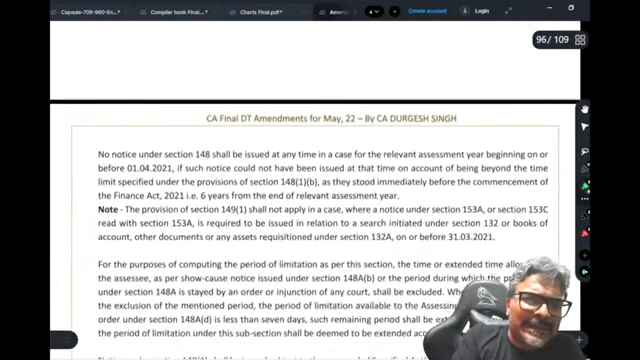 Capsule-708-960-En...
Compiler book Final...
Charts Final.pdf*
Amen
4
Create account
Login
96 / 109
CA Final DT Amendments for May, 22 – By CA DURGESH SINGH
No notice under section 148 shall be issued at any time in a case for the relevant assessment year beginning on or
before 01.04.2021, if such notice could not have been issued at that time on account of being beyond the time
limit specified under the provisions of section 148(1)(b), as they stood immediately before the commencement of
the Finance Act, 2021 i.e. 6 years from the end of relevant assessment year.
Note - The provision of section 149(1) shall not apply in a case, where a notice under section 153A, or section 153C
read with section 153A, is required to be issued in relation to a search initiated under section 132 or books of
account, other documents or any assets requisitioned under section 132A, on or before 31.03.2021.
For the purposes of computing the period of limitation as per this section, the time or extended time allo
the assessee, as per show-cause notice issued under section 148A(b) or the period during which the
under section 148A is stayed by an order or injunction of any court, shall be excluded.
the exclusion of the mentioned period, the period of limitation available to the Assessing
order under section 148A(d) is less than seven days, such remaining period shall be
the period of limitation under this sub-section shall be deemed to be extended